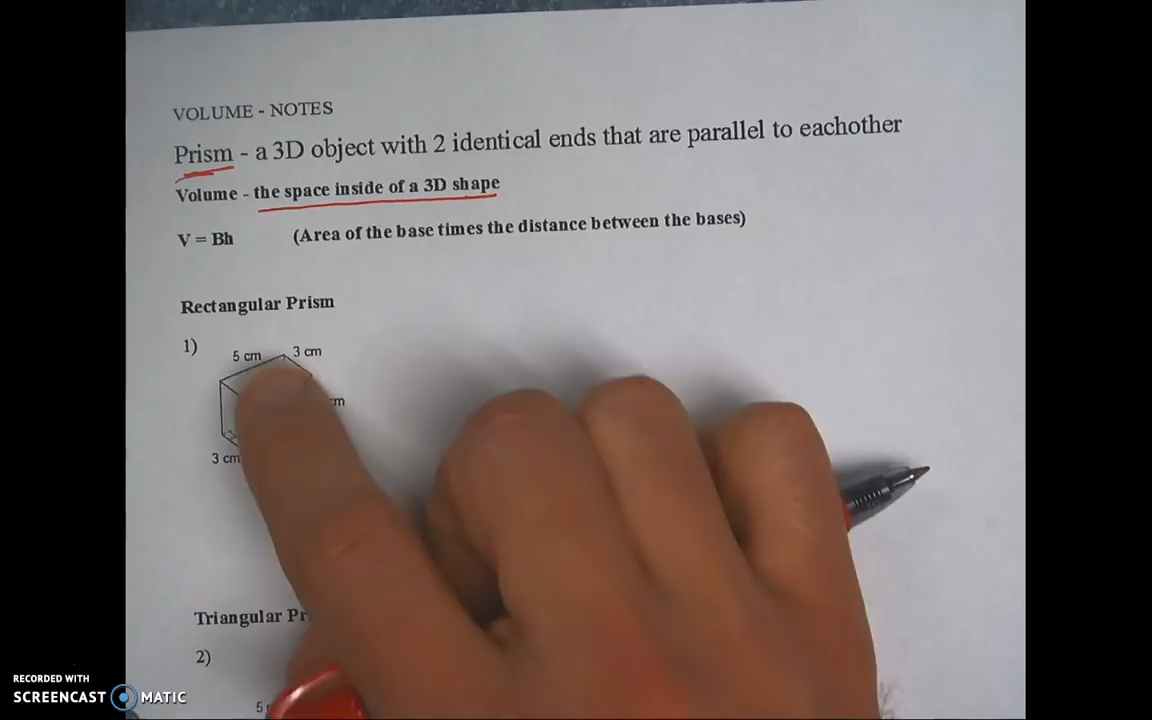 VOLUME - NOTES
Prism - a 3D object with 2 identical ends that are parallel to eachother
Volume - the space inside of a 3D shape
V = Bh (Area of the base times the distance between the bases)
Rectangular Prism
1)
5 cm 3 cm
3 cm
Triangular
2)
5
RECORDED WITH
SCREENCAST MATIC